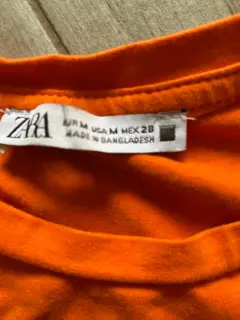 ZARA
EUR M USA M MEX 28
MADE IN BANGLADESH